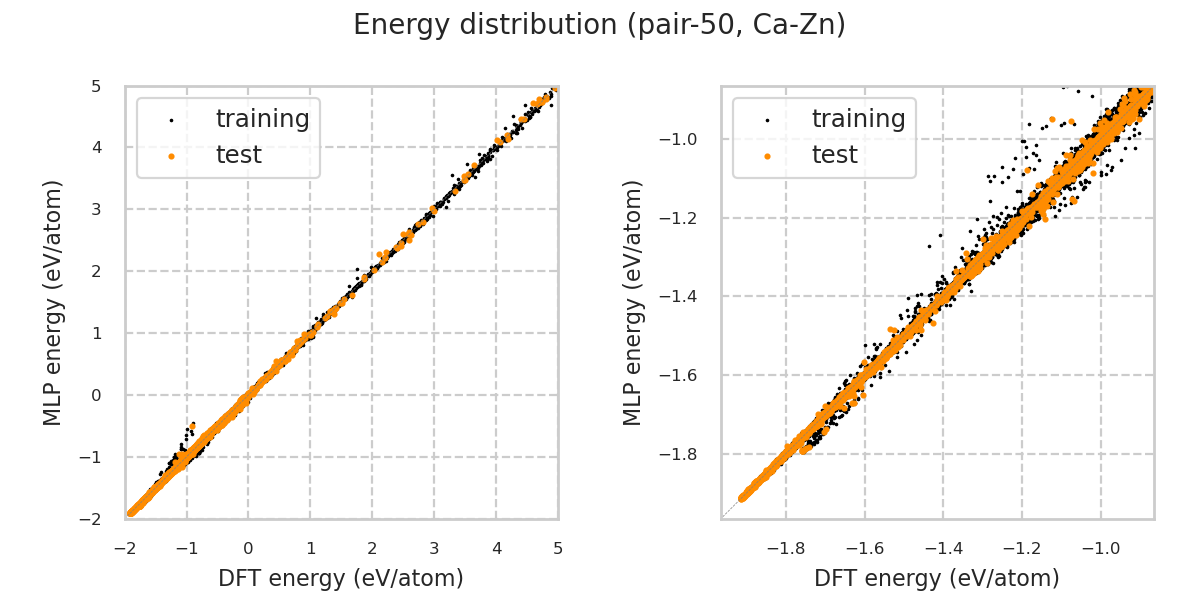 Energy distribution (pair-50, Ca-Zn)
training
test
5
4
3
2
1
0
−1
−2
MLP energy (eV/atom)
−2 −1 0 1 2 3 4 5
DFT energy (eV/atom)
training
test
−1.0
−1.2
−1.4
−1.6
−1.8
MLP energy (eV/atom)
−1.8 −1.6 −1.4 −1.2 −1.0
DFT energy (eV/atom)